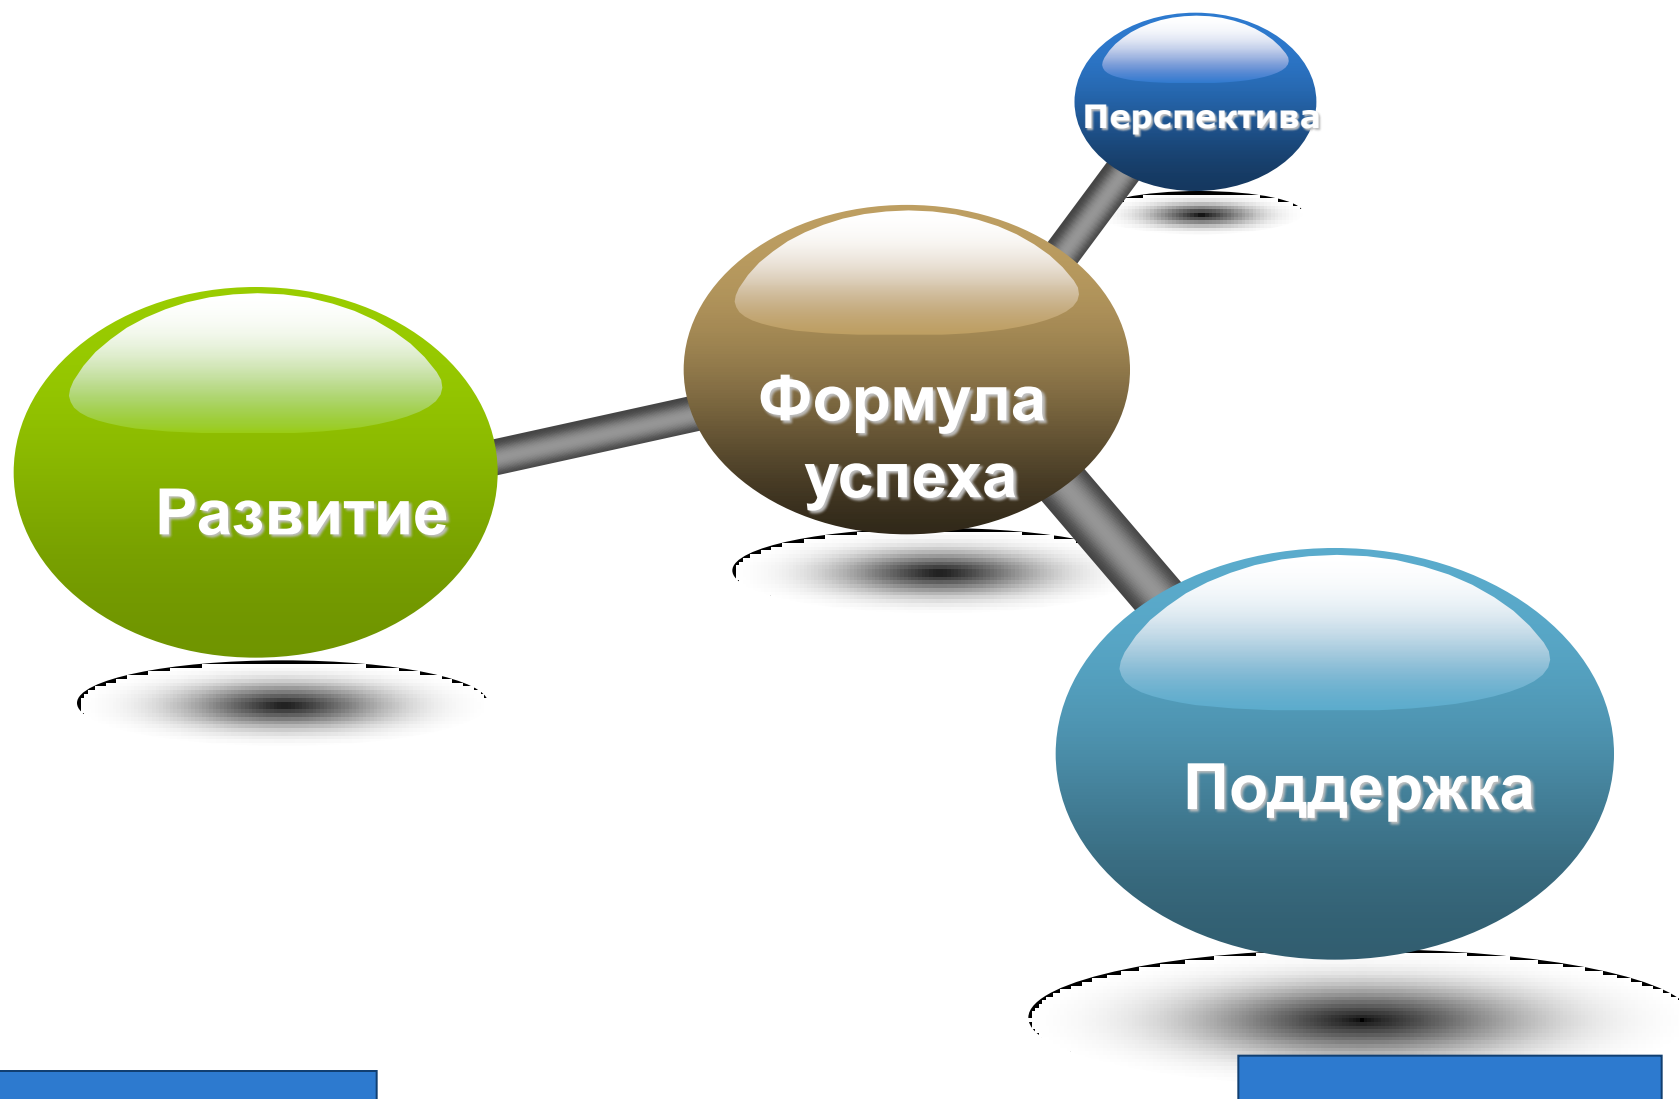 Перспектива
Формула
успеха
Развитие
Поддержка